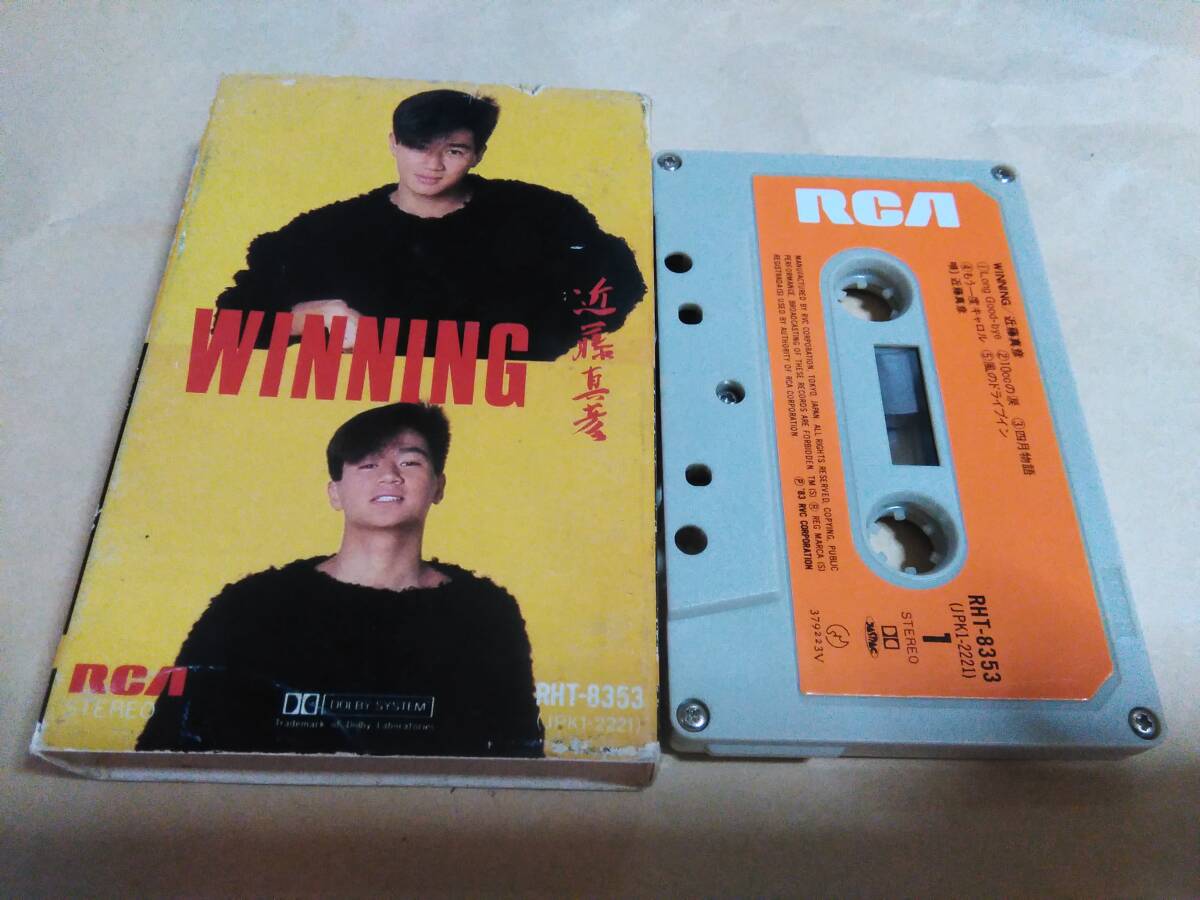 WINNING
近藤真彦
RCA
STEREO
DOLBY SYSTEM
Trademark of Dolby Laboratories
RHT-8353
(JPK1-2221)
RCA
WINNING 近藤真彦
①Long Good-bye ②10ccの涙 ③四月物語
④もう一度キャロル ⑤風のドライブイン
唄) 近藤真彦
MANUFACTURED BY RVC CORPORATION, TOKYO, JAPAN. ALL RIGHTS RESERVED, COPYING, PUBLIC
PERFORMANCE, BROADCASTING OF THESE RECORDS ARE FORBIDDEN. TM(S) ® REG MARCA(S)
REGISTRADA(S) USED BY AUTHORITY OF RCA CORPORATION
Ⓟ '83 RVC CORPORATION
RHT-8353
(JPK1-2221)
1
STEREO
JASRAC
379223V